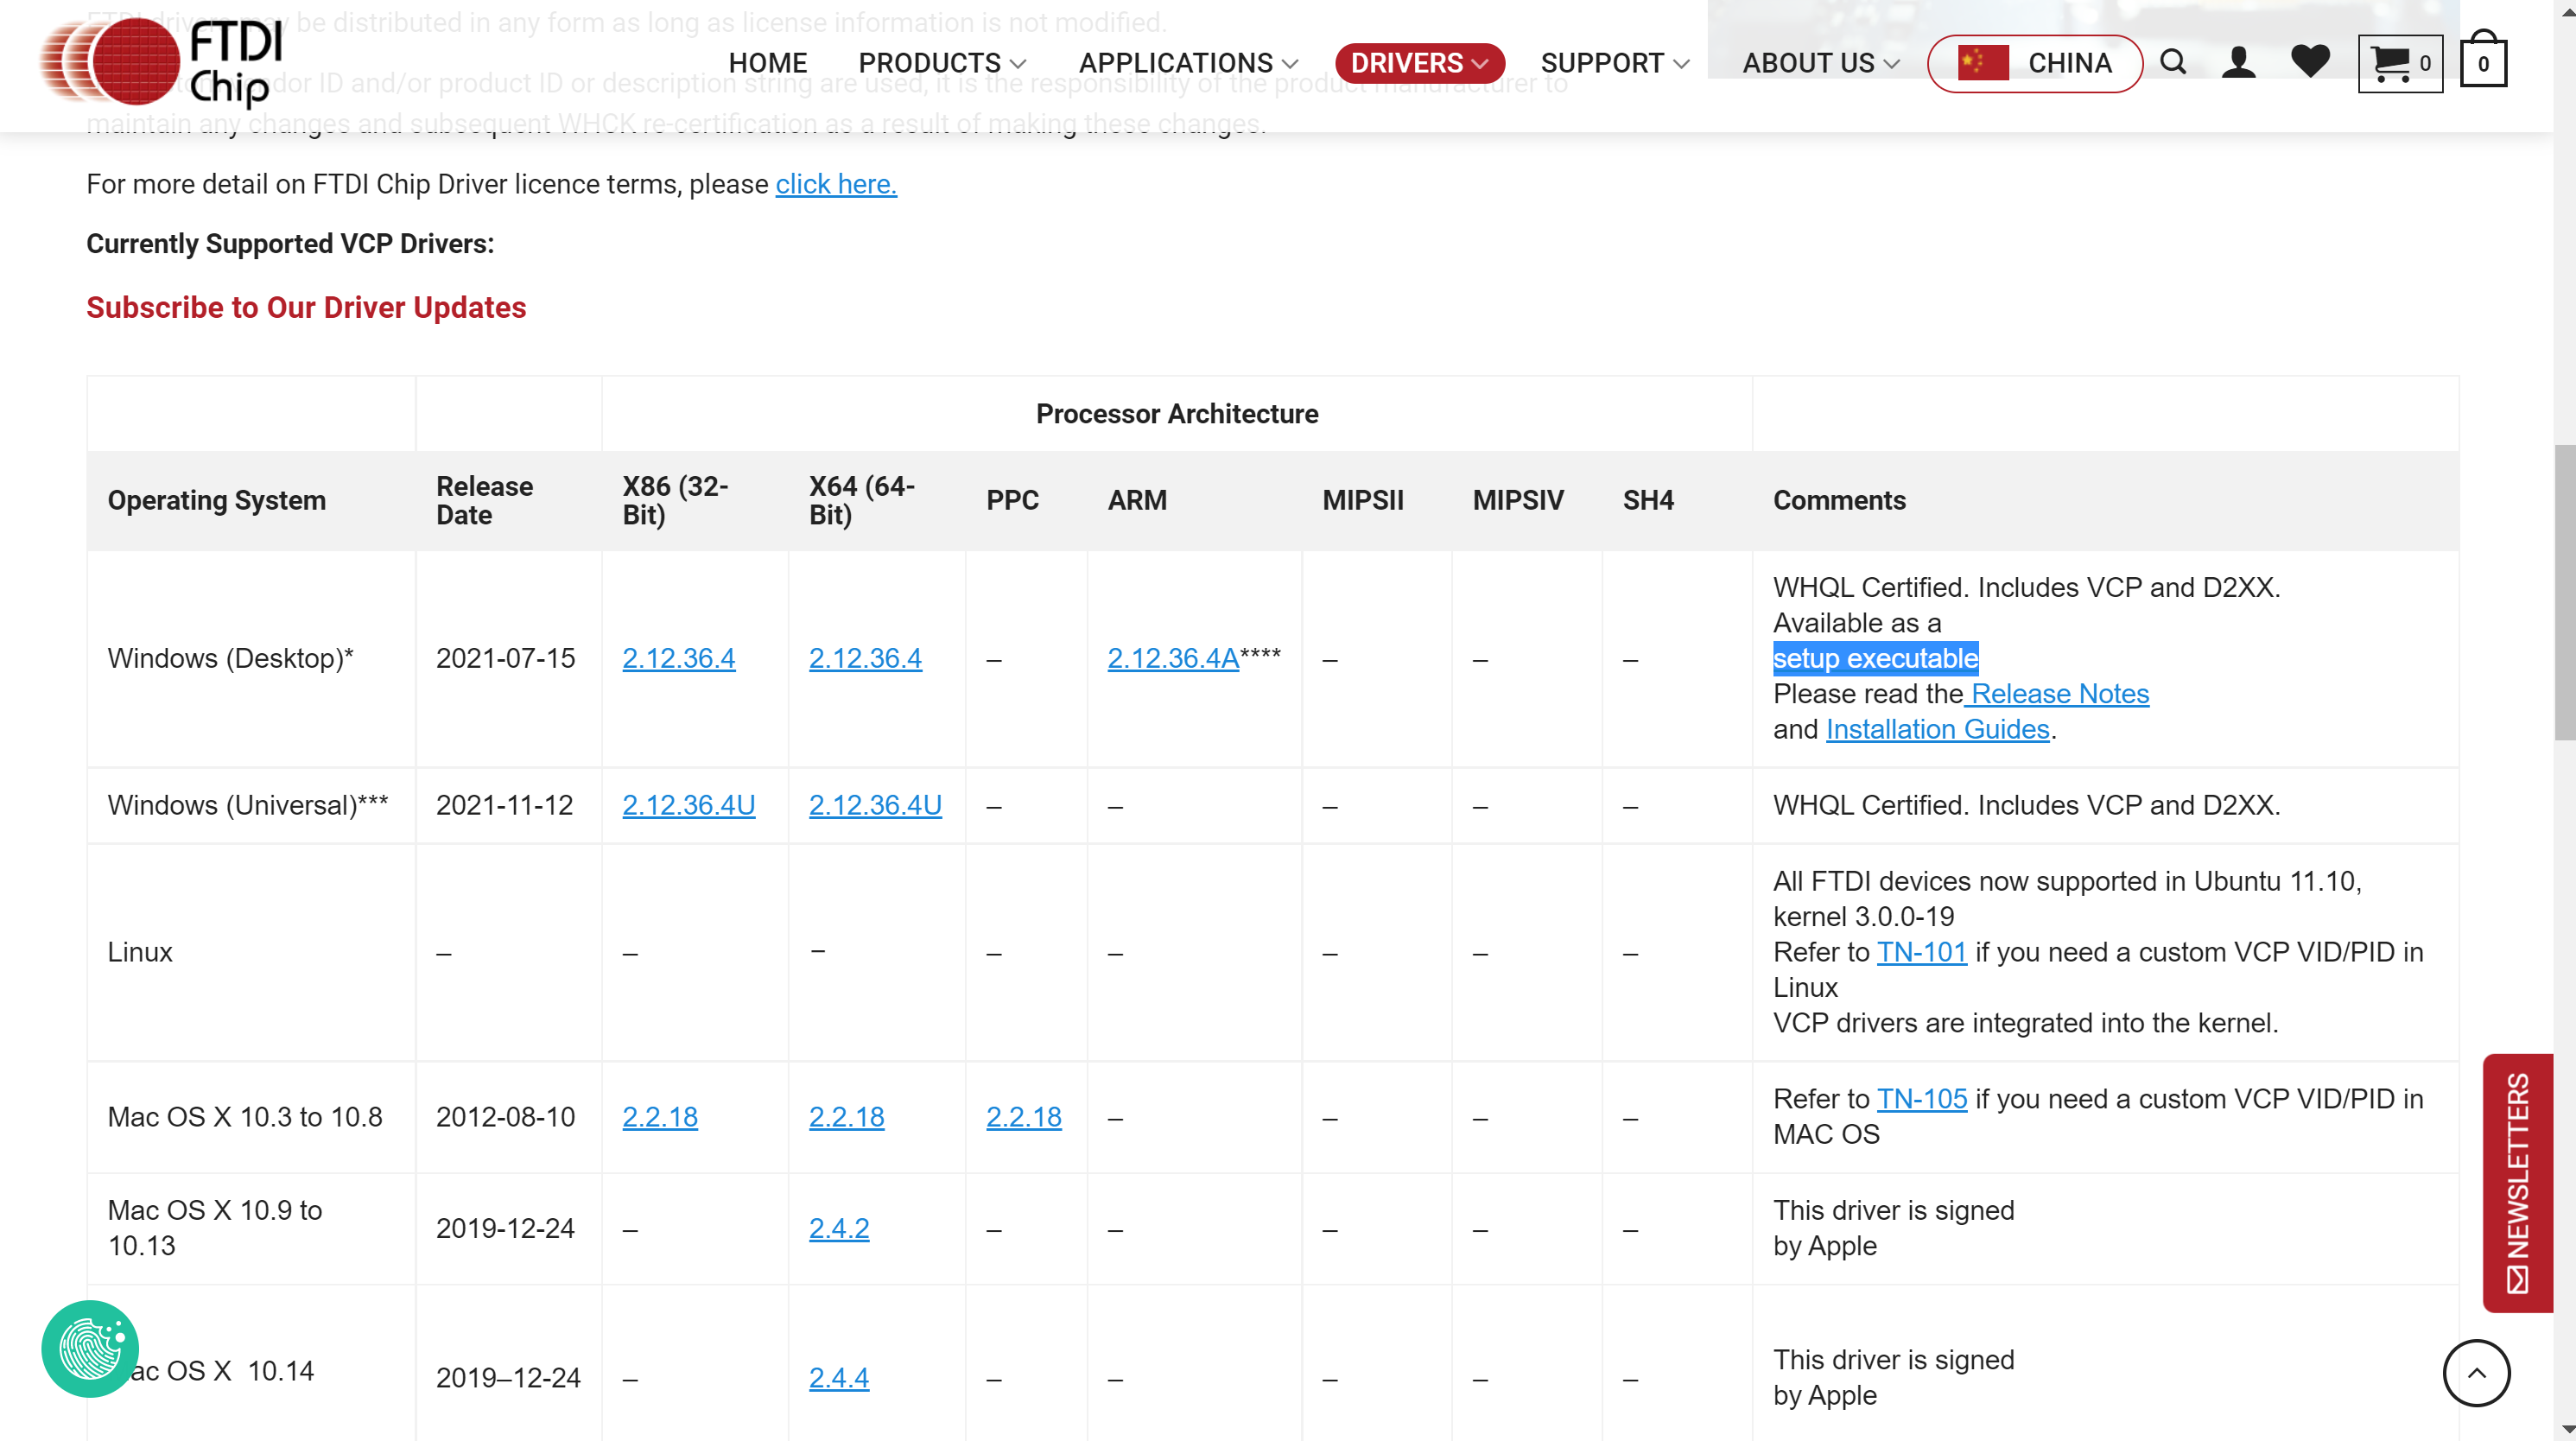 FTDI drivers may be distributed in any form as long as license information is not modified.
FTDI
Chip
HOME
PRODUCTS
APPLICATIONS
DRIVERS
SUPPORT
ABOUT US
CHINA
0
0
vendor ID and/or product ID or description string are used, it is the responsibility of the product manufacturer to
maintain any changes and subsequent WHCK re-certification as a result of making these changes.
For more detail on FTDI Chip Driver licence terms, please click here.
Currently Supported VCP Drivers:
Subscribe to Our Driver Updates
Processor Architecture
Operating System
Release
Date
X86 (32-
Bit)
X64 (64-
Bit)
PPC
ARM
MIPSII
MIPSIV
SH4
Comments
Windows (Desktop)*
2021-07-15
2.12.36.4
2.12.36.4
–
2.12.36.4A****
–
–
–
WHQL Certified. Includes VCP and D2XX.
Available as a
setup executable
Please read the Release Notes
and Installation Guides.
Windows (Universal)***
2021-11-12
2.12.36.4U
2.12.36.4U
–
–
–
–
–
WHQL Certified. Includes VCP and D2XX.
Linux
–
–
–
–
–
–
–
–
All FTDI devices now supported in Ubuntu 11.10,
kernel 3.0.0-19
Refer to TN-101 if you need a custom VCP VID/PID in
Linux
VCP drivers are integrated into the kernel.
Mac OS X 10.3 to 10.8
2012-08-10
2.2.18
2.2.18
2.2.18
–
–
–
–
Refer to TN-105 if you need a custom VCP VID/PID in
MAC OS
Mac OS X 10.9 to
10.13
2019-12-24
–
2.4.2
–
–
–
–
–
This driver is signed
by Apple
ac OS X  10.14
2019–12-24
–
2.4.4
–
–
–
–
–
This driver is signed
by Apple
NEWSLETTERS